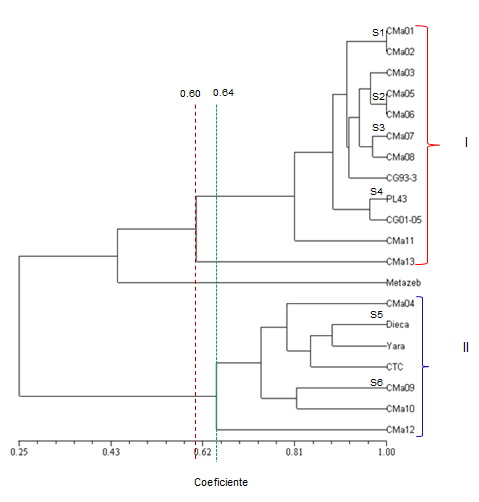 S1 CMa01
CMa02
CMa03
0.60 0.64
CMa05
S2
CMa06
S3
CMa07
I
CMa08
CG93-3
S4
PL43
CG01-05
CMa11
CMa13
Metazeb
CMa04
S5
Dieca
Yara
II
CTC
S6
CMa09
CMa10
CMa12
0.25 0.43 0.62 0.81 1.00
Coeficiente